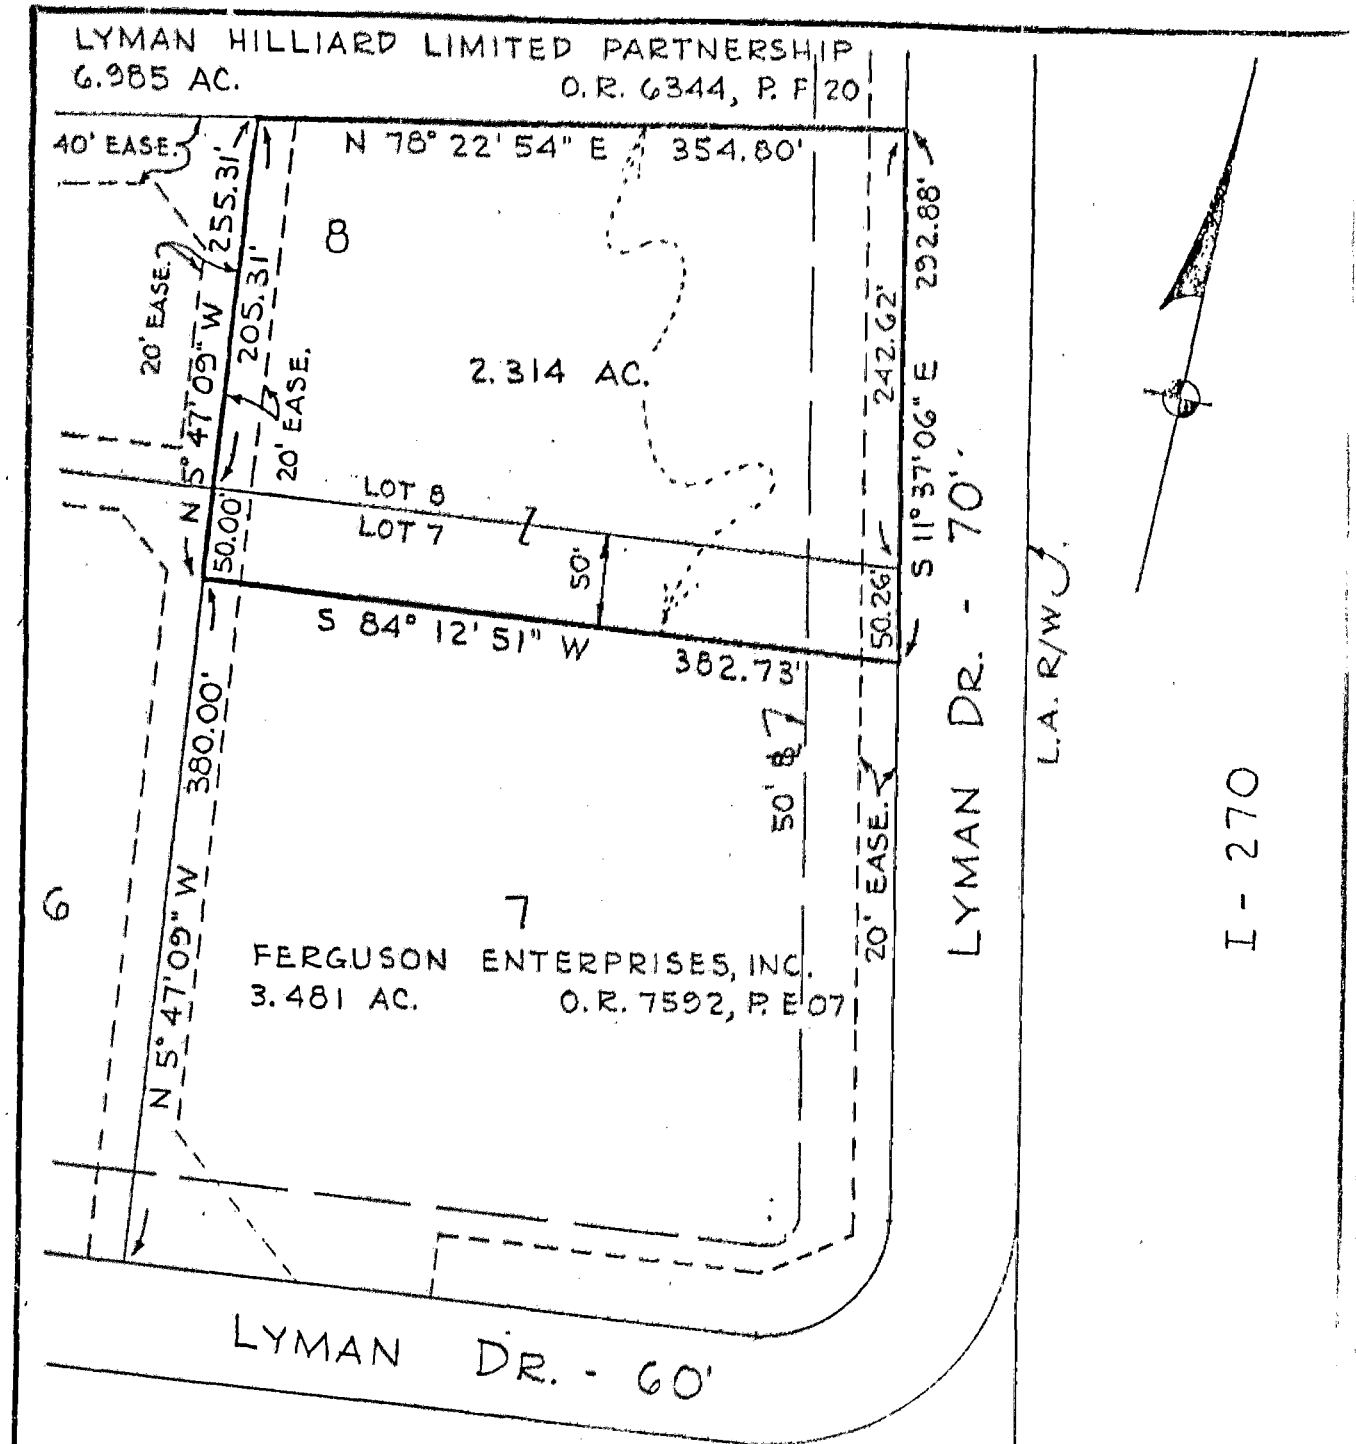 LYMAN HILLIARD LIMITED PARTNERSHIP
6.985 AC. O.R. 6344, P. F 20
40' EASE.
N 78° 22' 54" E 354.80'
255.31'
205.31'
N 5° 47' 09" W
20' EASE.
20' EASE.
8
2.314 AC.
292.88'
242.62'
S 11° 37' 06" E
LOT 8
LOT 7
50.00'
50'
50.26'
S 84° 12' 51" W
382.73'
LYMAN DR. - 70'
L.A. R/W
I-270
380.00'
N 5° 47' 09" W
6
50'
20' EASE.
7
FERGUSON ENTERPRISES, INC.
3.481 AC. O.R. 7592, P. E 07
LYMAN DR. - 60'